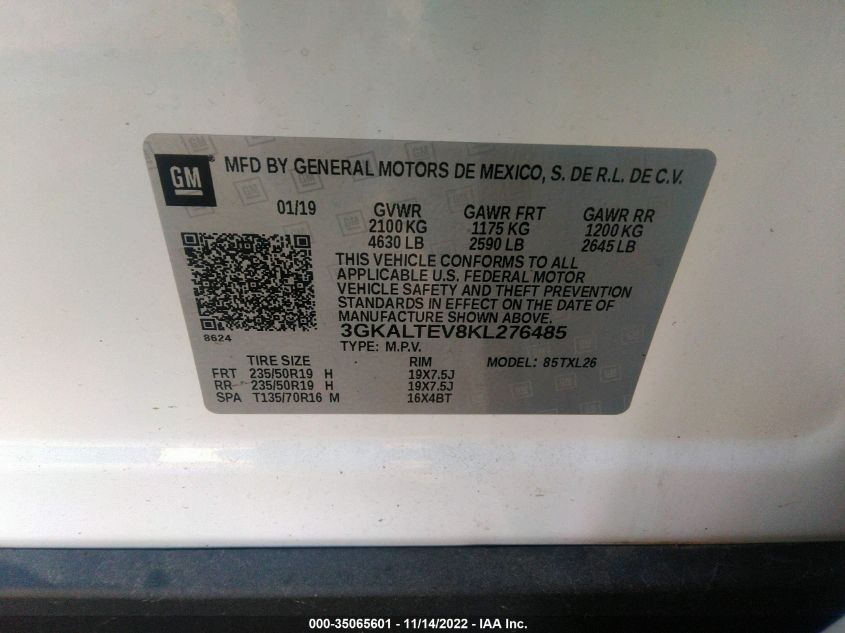 GM
MFD BY GENERAL MOTORS DE MEXICO, S. DE R.L. DE C.V.
01/19 GVWR GAWR FRT GAWR RR
2100 KG 1175 KG 1200 KG
4630 LB 2590 LB 2645 LB
THIS VEHICLE CONFORMS TO ALL
APPLICABLE U.S. FEDERAL MOTOR
VEHICLE SAFETY AND THEFT PREVENTION
STANDARDS IN EFFECT ON THE DATE OF
MANUFACTURE SHOWN ABOVE.
8624
3GKALTEV8KL276485
TYPE: M.P.V.
TIRE SIZE RIM MODEL: 85TXL26
FRT 235/50R19 H 19X7.5J
RR 235/50R19 H 19X7.5J
SPA T135/70R16 M 16X4BT
000-35065601 - 11/14/2022 - IAA Inc.